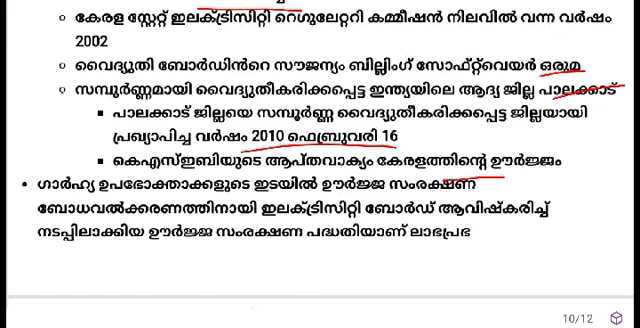 കേരള സ്റ്റേറ്റ് ഇലക്ട്രിസിറ്റി റെഗുലേറ്ററി കമ്മീഷൻ നിലവിൽ വന്ന വർഷം
2002
വൈദ്യുതി ബോർഡിൻറെ സൗജന്യം ബില്ലിംഗ് സോഫ്റ്റ്‌വെയർ ഒരുമ
സമ്പൂർണ്ണമായി വൈദ്യുതീകരിക്കപ്പെട്ട ഇന്ത്യയിലെ ആദ്യ ജില്ല പാലക്കാട്
പാലക്കാട് ജില്ലയെ സമ്പൂർണ്ണ വൈദ്യുതീകരിക്കപ്പെട്ട ജില്ലയായി
പ്രഖ്യാപിച്ച വർഷം 2010 ഫെബ്രുവരി 16
കെഎസ്ഇബിയുടെ ആപ്തവാക്യം കേരളത്തിന്റെ ഊർജ്ജം
ഗാർഹ്യ ഉപഭോക്താക്കളുടെ ഇടയിൽ ഊർജ്ജ സംരക്ഷണ
ബോധവൽക്കരണത്തിനായി ഇലക്ട്രിസിറ്റി ബോർഡ് ആവിഷ്കരിച്ച്
നടപ്പിലാക്കിയ ഊർജ്ജ സംരക്ഷണ പദ്ധതിയാണ് ലാഭപ്രഭ
10/12